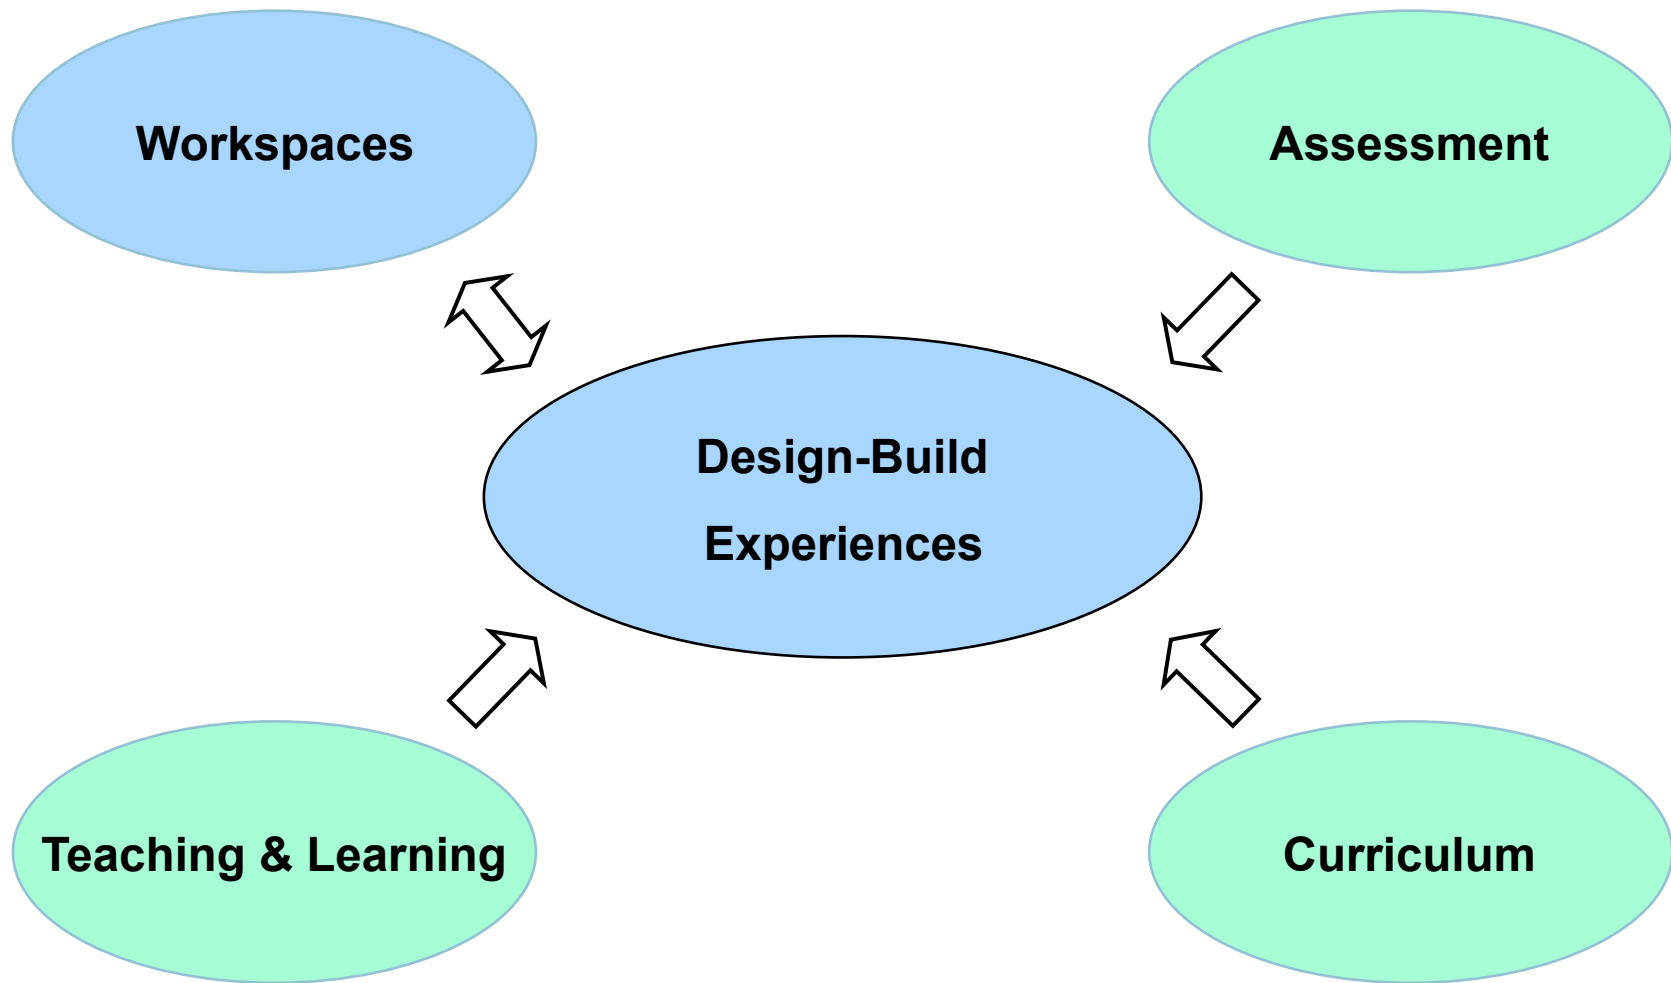 Workspaces
Assessment
Design-Build
Experiences
Teaching & Learning
Curriculum